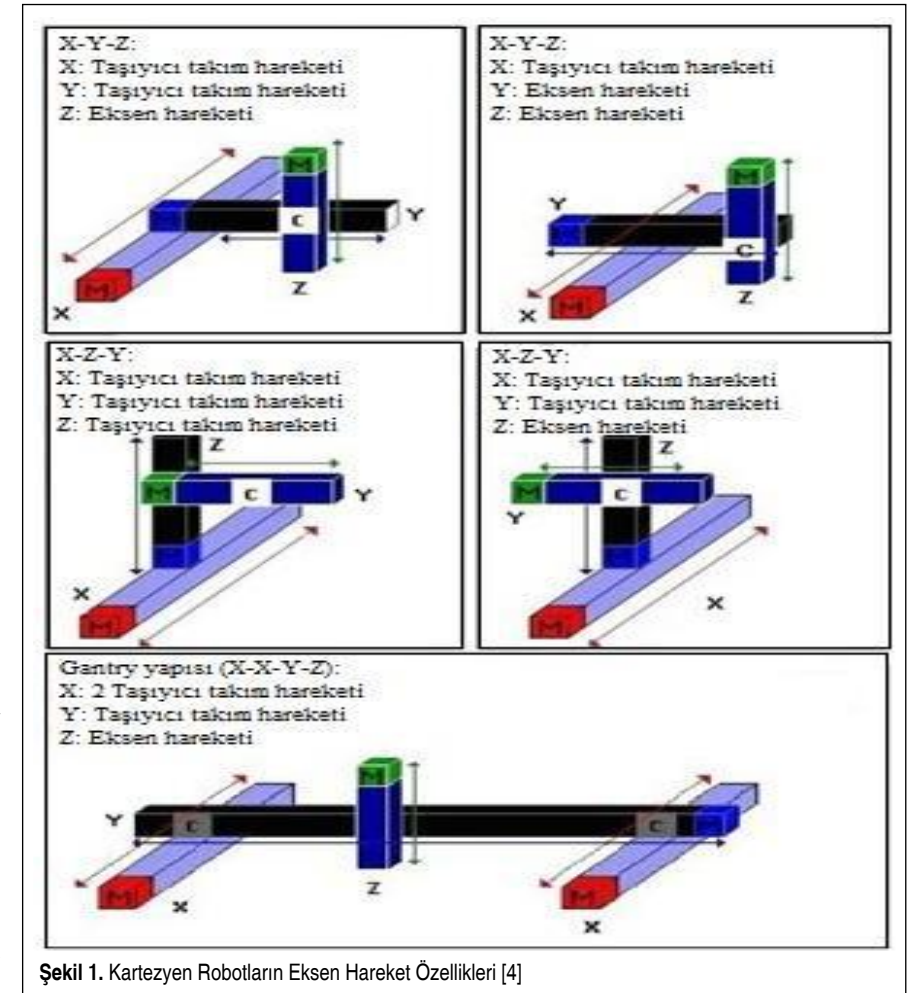 X-Y-Z:
X: Taşıyıcı takım hareketi
Y: Taşıyıcı takım hareketi
Z: Eksen hareketi
M
C
Y
M
Z
X
X-Y-Z:
X: Taşıyıcı takım hareketi
Y: Eksen hareketi
Z: Eksen hareketi
M
Y
C
M
Z
X
X-Z-Y:
X: Taşıyıcı takım hareketi
Y: Taşıyıcı takım hareketi
Z: Taşıyıcı takım hareketi
Z
M
C
Y
M
X
M
X-Z-Y:
X: Taşıyıcı takım hareketi
Y: Taşıyıcı takım hareketi
Z: Eksen hareketi
Z
M
C
Y
M
X
M
Gantry yapısı (X-X-Y-Z):
X: 2 Taşıyıcı takım hareketi
Y: Taşıyıcı takım hareketi
Z: Eksen hareketi
M
Y
C
C
M
M
Z
M
X
X
Şekil 1. Kartezyen Robotların Eksen Hareket Özellikleri [4]